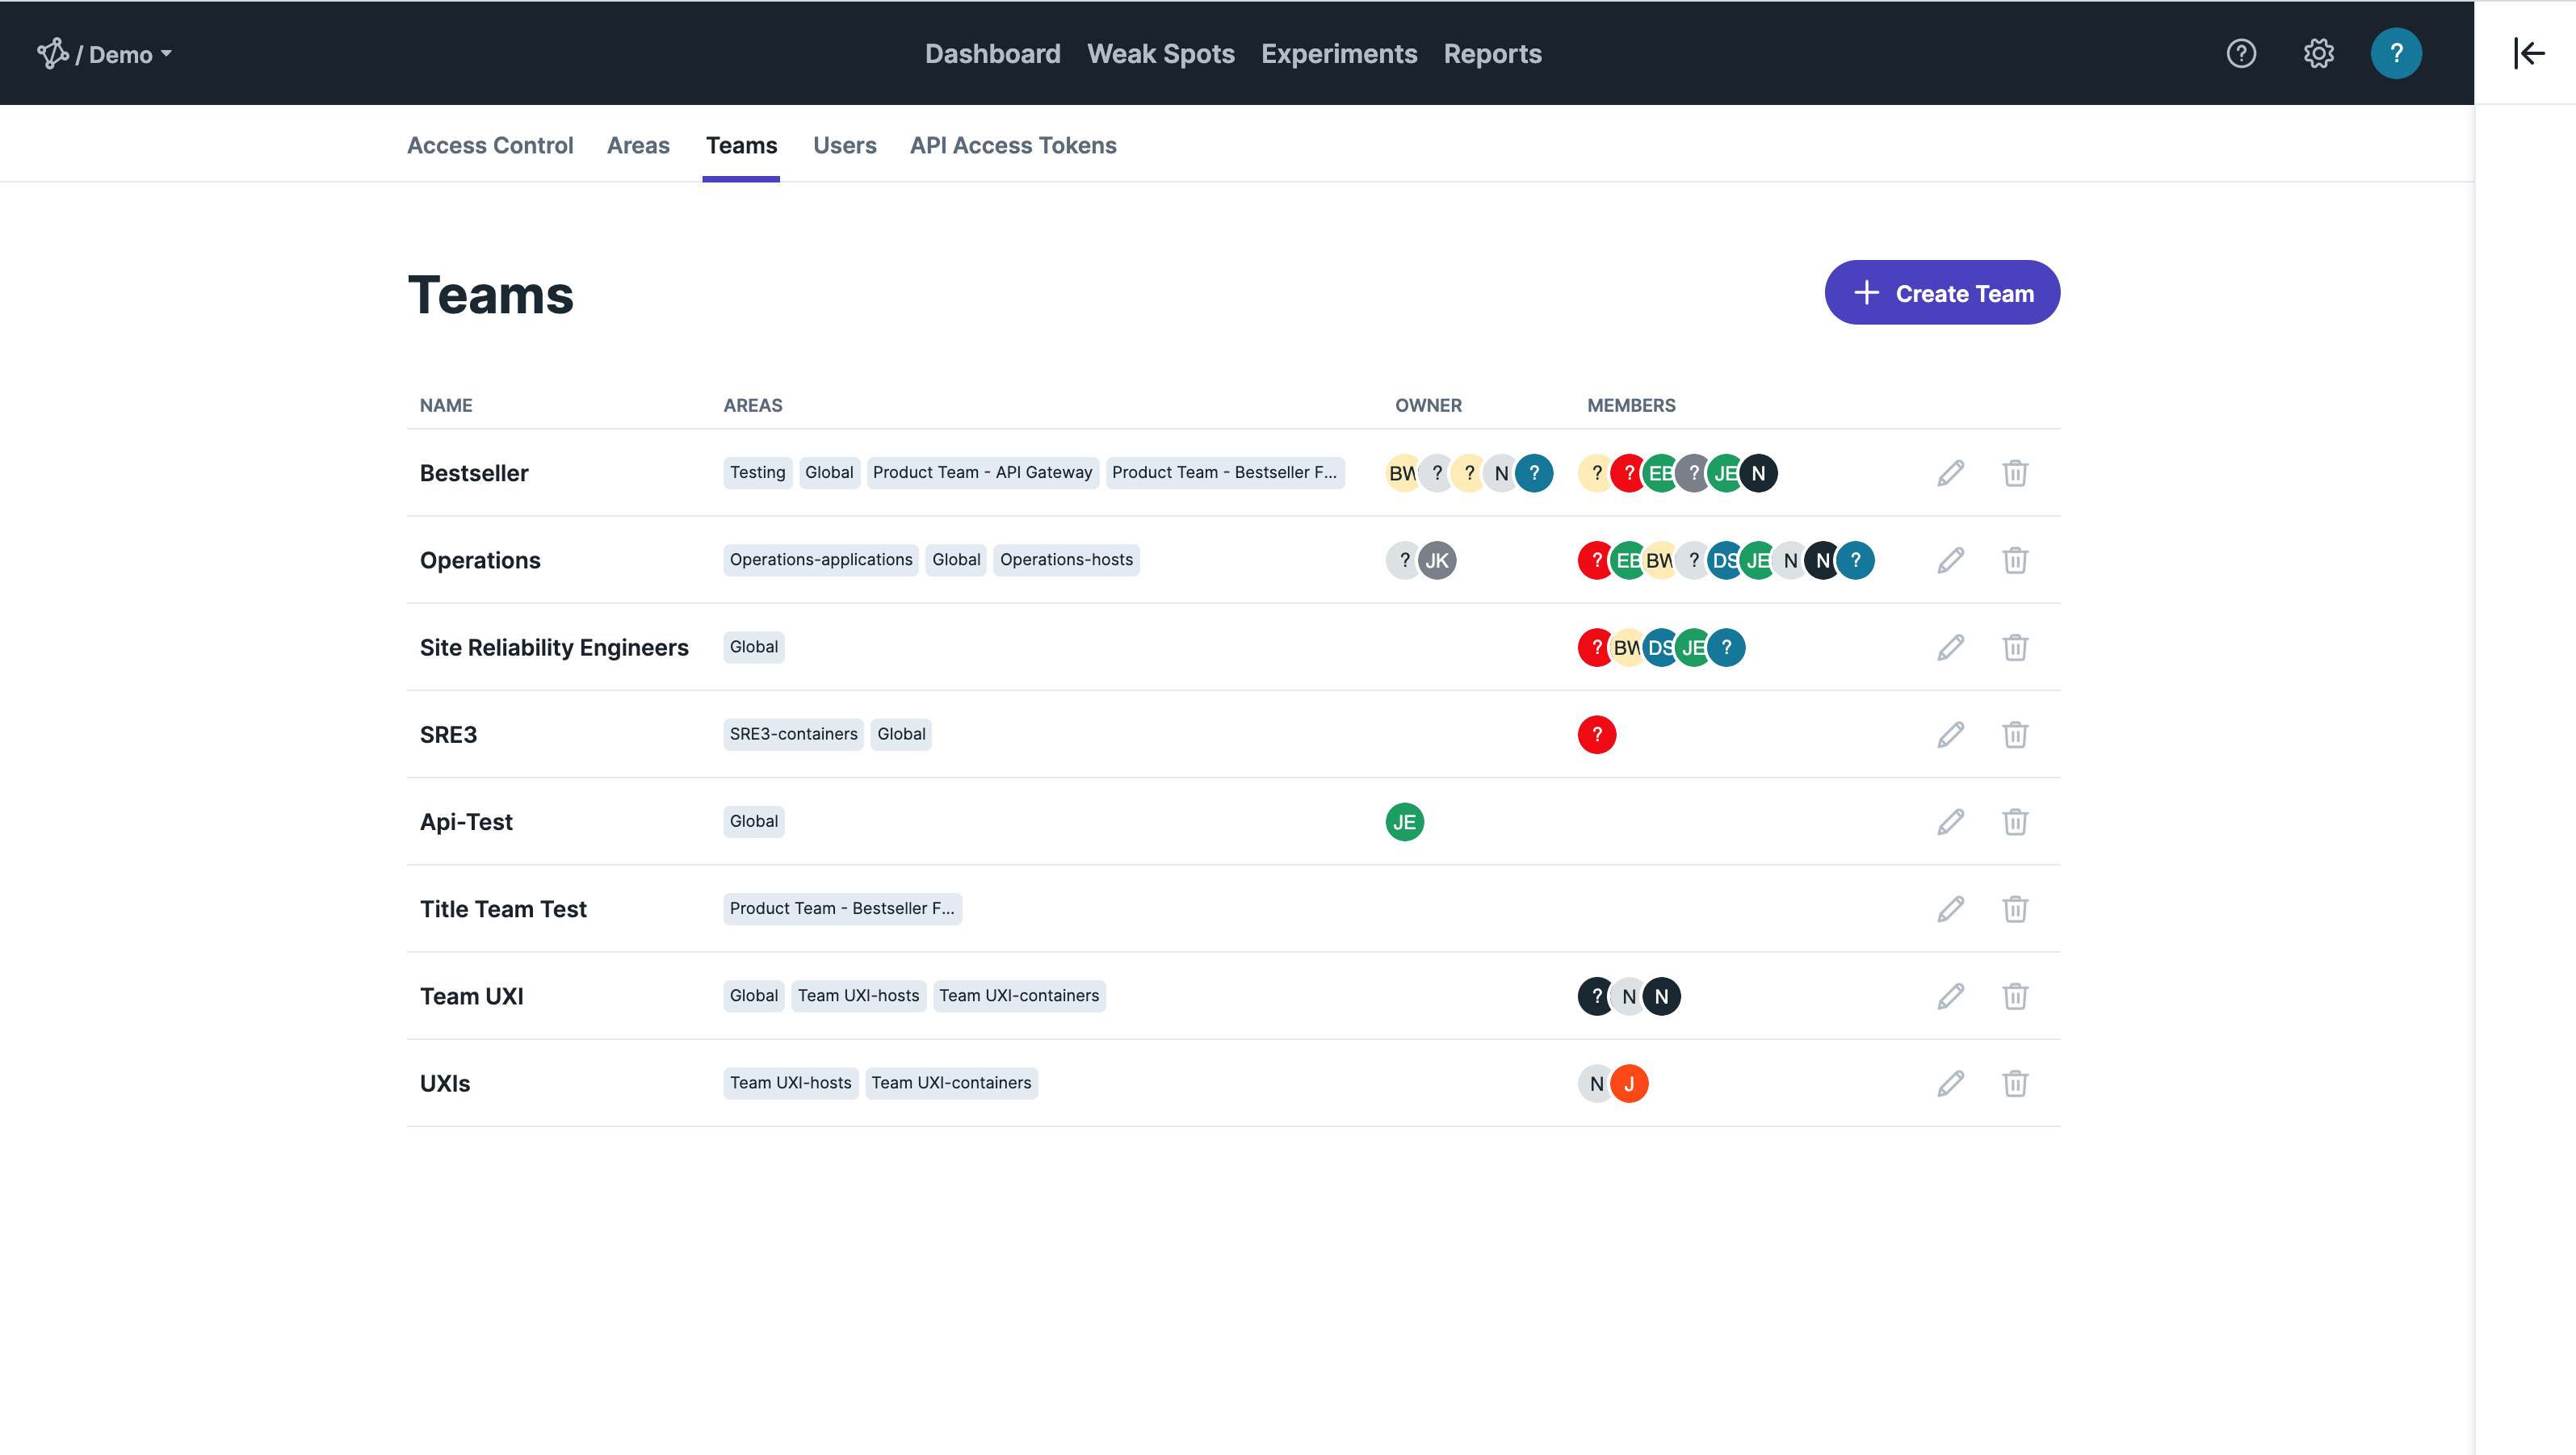 / Demo Dashboard Weak Spots Experiments Reports ? ?
Access Control Areas Teams Users API Access Tokens
Teams
+ Create Team
NAME AREAS OWNER MEMBERS
Bestseller Testing Global Product Team - API Gateway Product Team - Bestseller F... BW ? ? N ? ? ? EB ? JE N
Operations Operations-applications Global Operations-hosts ? JK ? EB BW ? DS JE N N ?
Site Reliability Engineers Global ? BW DS JE ?
SRE3 SRE3-containers Global ?
Api-Test Global JE
Title Team Test Product Team - Bestseller F...
Team UXI Global Team UXI-hosts Team UXI-containers ? N N
UXIs Team UXI-hosts Team UXI-containers N J